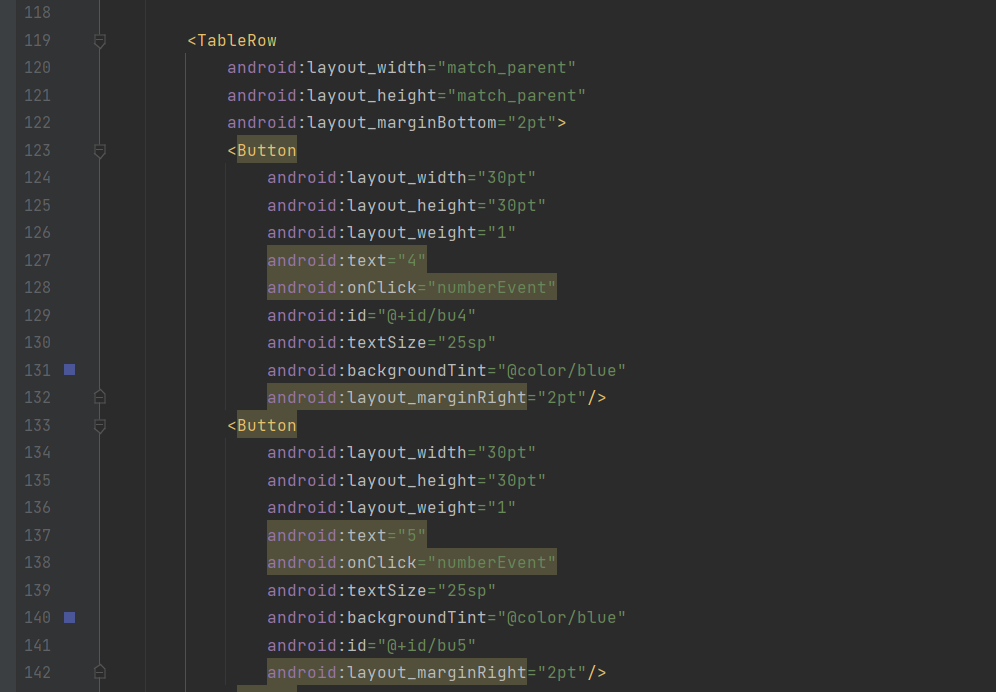 118
119 <TableRow
120 android:layout_width="match_parent"
121 android:layout_height="match_parent"
122 android:layout_marginBottom="2pt">
123 <Button
124 android:layout_width="30pt"
125 android:layout_height="30pt"
126 android:layout_weight="1"
127 android:text="4"
128 android:onClick="numberEvent"
129 android:id="@+id/bu4"
130 android:textSize="25sp"
131 android:backgroundTint="@color/blue"
132 android:layout_marginRight="2pt"/>
133 <Button
134 android:layout_width="30pt"
135 android:layout_height="30pt"
136 android:layout_weight="1"
137 android:text="5"
138 android:onClick="numberEvent"
139 android:textSize="25sp"
140 android:backgroundTint="@color/blue"
141 android:id="@+id/bu5"
142 android:layout_marginRight="2pt"/>